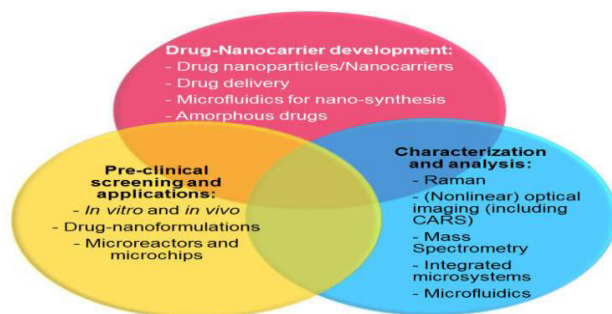 Drug-Nanocarrier development:
- Drug nanoparticles/Nanocarriers
- Drug delivery
- Microfluidics for nano-synthesis
- Amorphous drugs
Pre-clinical
screening and
applications:
- In vitro and in vivo
- Drug-nanoformulations
- Microreactors and
microchips
Characterization
and analysis:
- Raman
- (Nonlinear) optical
imaging (including
CARS)
- Mass
Spectrometry
- Integrated
microsystems
- Microfluidics